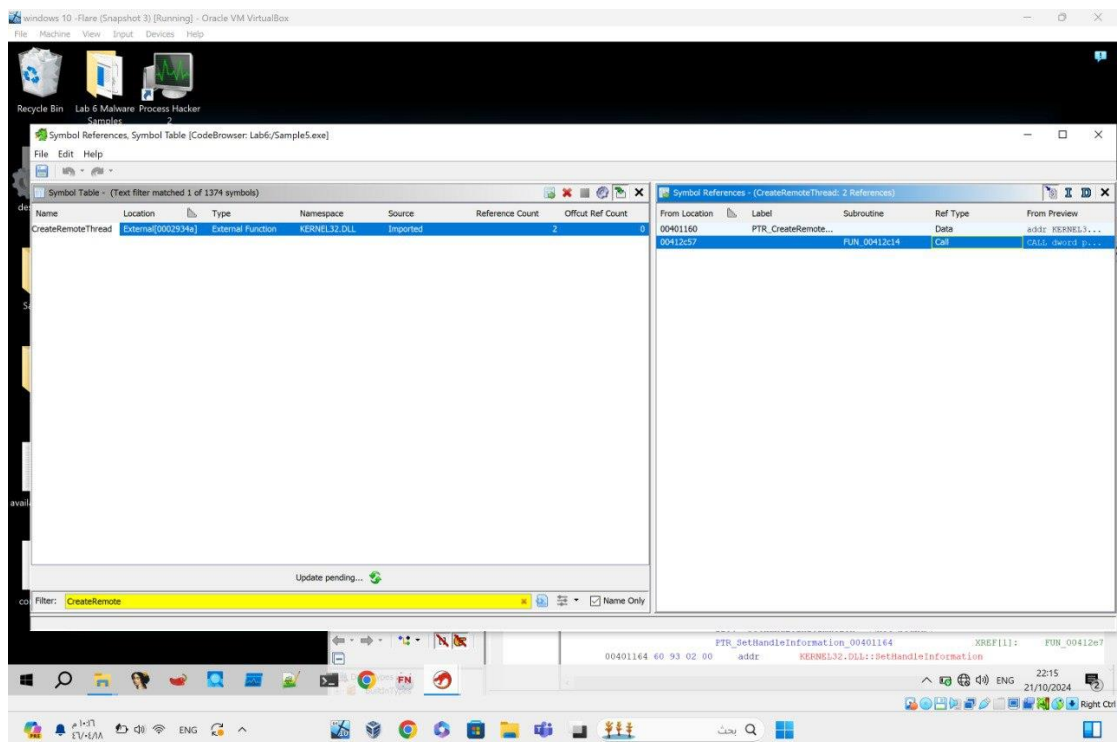 windows 10 -Flare (Snapshot 3) [Running] - Oracle VM VirtualBox
File Machine View Input Devices Help
Recycle Bin
Lab 6 Malware Samples
Process Hacker 2
Symbol References, Symbol Table [CodeBrowser: Lab6:/Sample5.exe]
File Edit Help
Symbol Table - (Text filter matched 1 of 1374 symbols)
Name Location Type Namespace Source Reference Count Offcut Ref Count
CreateRemoteThread External[0002934a] External Function KERNEL32.DLL Imported 2 0
Symbol References - (CreateRemoteThread: 2 References)
From Location Label Subroutine Ref Type From Preview
00401160 PTR_CreateRemote... Data addr KERNEL3...
00412c57 FUN_00412c14 Call CALL dword p...
Update pending...
Filter: CreateRemote Name Only
PTR_SetHandleInformation_00401164 XREF[1]: FUN_00412e7
00401164 60 93 02 00 addr KERNEL32.DLL::SetHandleInformation
FN
ENG 22:15
21/10/2024
Right Ctrl
ENG
بحث